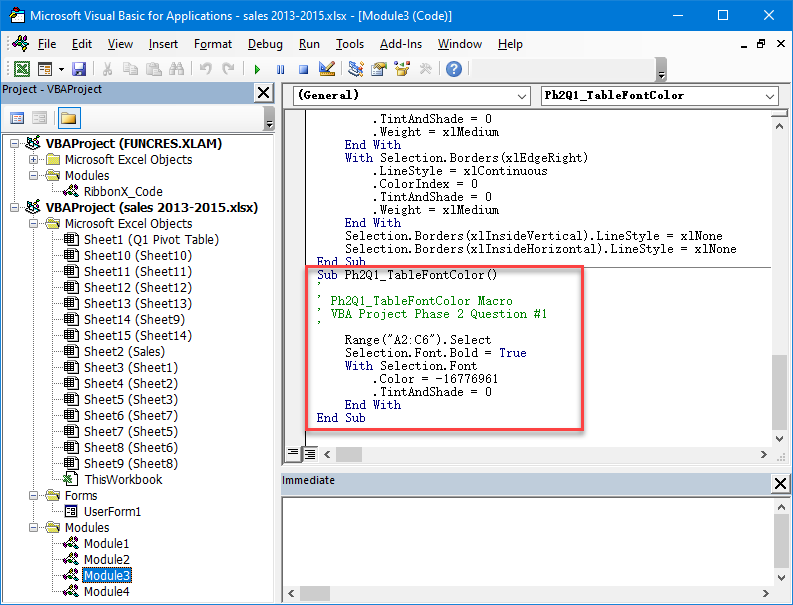 Microsoft Visual Basic for Applications - sales 2013-2015.xlsx - [Module3 (Code)]
File Edit View Insert Format Debug Run Tools Add-Ins Window Help
Project - VBAProject
VBAProject (FUNCRES.XLAM)
Microsoft Excel Objects
Modules
RibbonX_Code
VBAProject (sales 2013-2015.xlsx)
Microsoft Excel Objects
Sheet1 (Q1 Pivot Table)
Sheet10 (Sheet10)
Sheet11 (Sheet11)
Sheet12 (Sheet12)
Sheet13 (Sheet13)
Sheet14 (Sheet9)
Sheet15 (Sheet14)
Sheet2 (Sales)
Sheet3 (Sheet1)
Sheet4 (Sheet2)
Sheet5 (Sheet3)
Sheet6 (Sheet7)
Sheet7 (Sheet5)
Sheet8 (Sheet6)
Sheet9 (Sheet8)
ThisWorkbook
Forms
UserForm1
Modules
Module1
Module2
Module3
Module4
(General)
Ph2Q1_TableFontColor
.TintAndShade = 0
.Weight = xlMedium
End With
With Selection.Borders(xlEdgeRight)
.LineStyle = xlContinuous
.ColorIndex = 0
.TintAndShade = 0
.Weight = xlMedium
End With
Selection.Borders(xlInsideVertical).LineStyle = xlNone
Selection.Borders(xlInsideHorizontal).LineStyle = xlNone
End Sub
Sub Ph2Q1_TableFontColor()
'
' Ph2Q1_TableFontColor Macro
' VBA Project Phase 2 Question #1
'
Range("A2:C6").Select
Selection.Font.Bold = True
With Selection.Font
.Color = -16776961
.TintAndShade = 0
End With
End Sub
Immediate